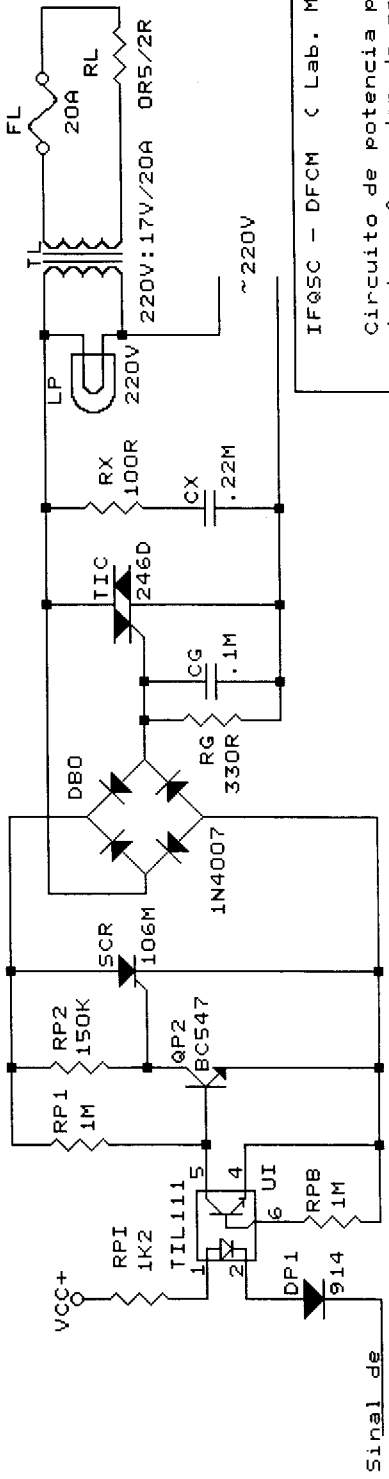 FL
20A
RL
0R5/2R
TL
220V:17V/20A
LP
220V
~220V
RX
100R
CX
.22M
TIC
246D
CG
.1M
RG
330R
DB0
1N4007
SCR
106M
RP2
150K
QP2
BC547
RP1
1M
TIL111
5
4
6
UI
1
2
RPB
1M
VCC+
RPI
1K2
DP1
914
Sinal de
IFQSC - DFCM ( Lab. M
Circuito de potencia p